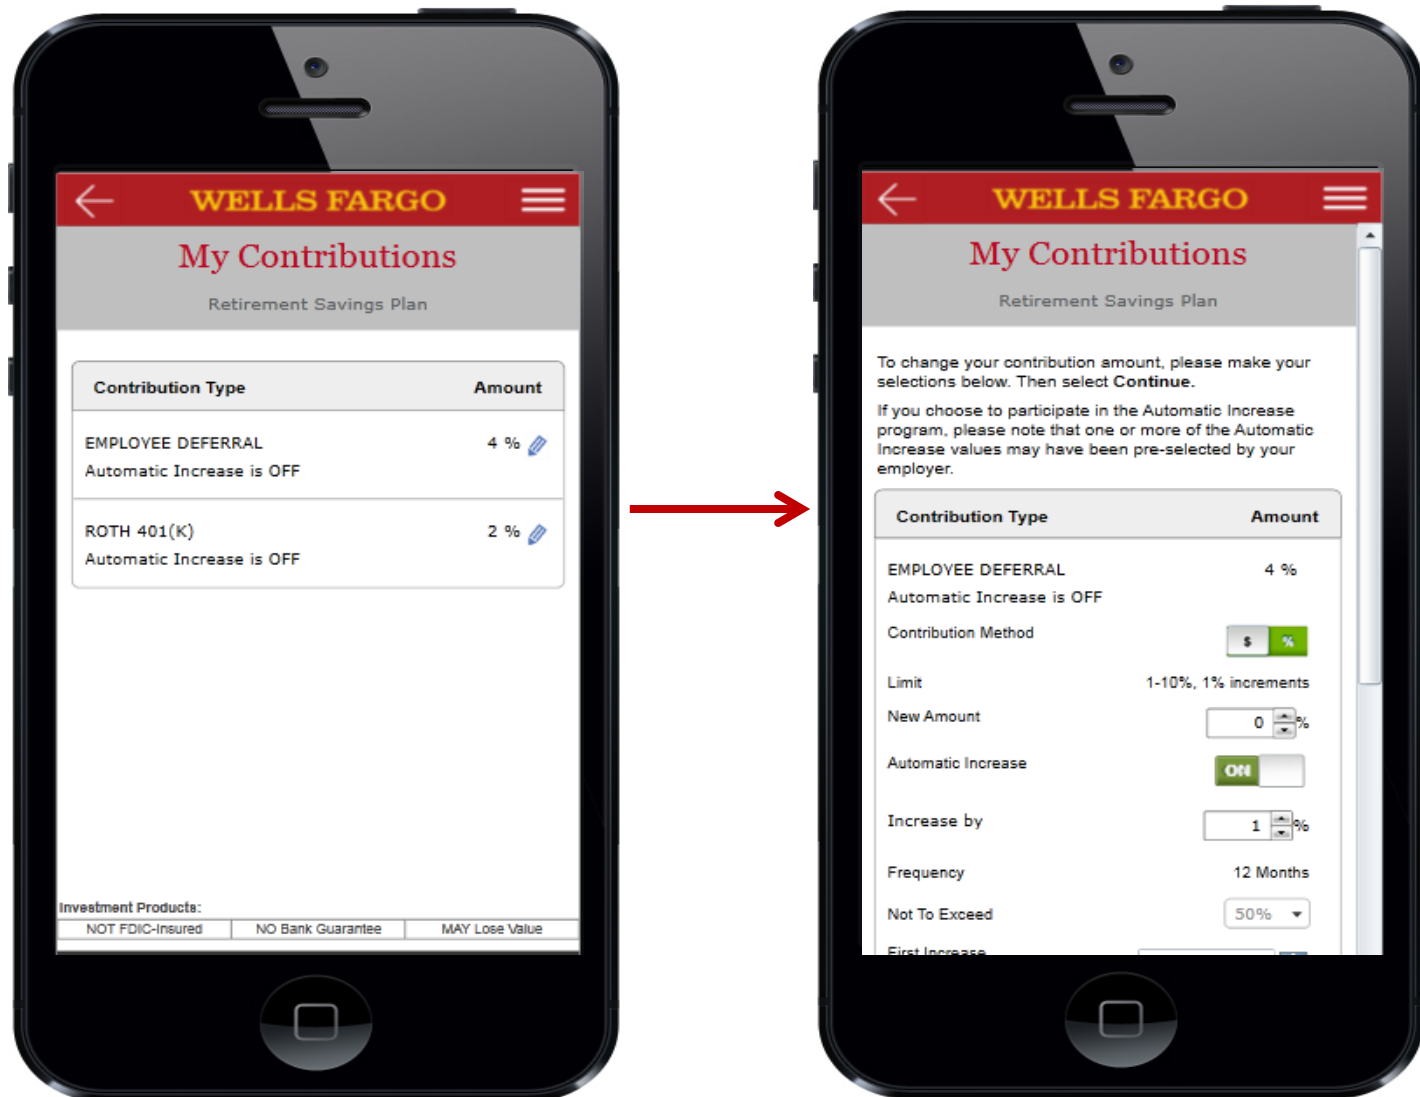 WELLS FARGO
My Contributions
Retirement Savings Plan
Contribution Type Amount
EMPLOYEE DEFERRAL 4 %
Automatic Increase is OFF
ROTH 401(K) 2 %
Automatic Increase is OFF
Investment Products:
NOT FDIC-Insured NO Bank Guarantee MAY Lose Value
WELLS FARGO
My Contributions
Retirement Savings Plan
To change your contribution amount, please make your
selections below. Then select Continue.
If you choose to participate in the Automatic Increase
program, please note that one or more of the Automatic
Increase values may have been pre-selected by your
employer.
Contribution Type Amount
EMPLOYEE DEFERRAL 4 %
Automatic Increase is OFF
Contribution Method $ %
Limit 1-10%, 1% increments
New Amount 0 %
Automatic Increase ON
Increase by 1 %
Frequency 12 Months
Not To Exceed 50%
First Increase